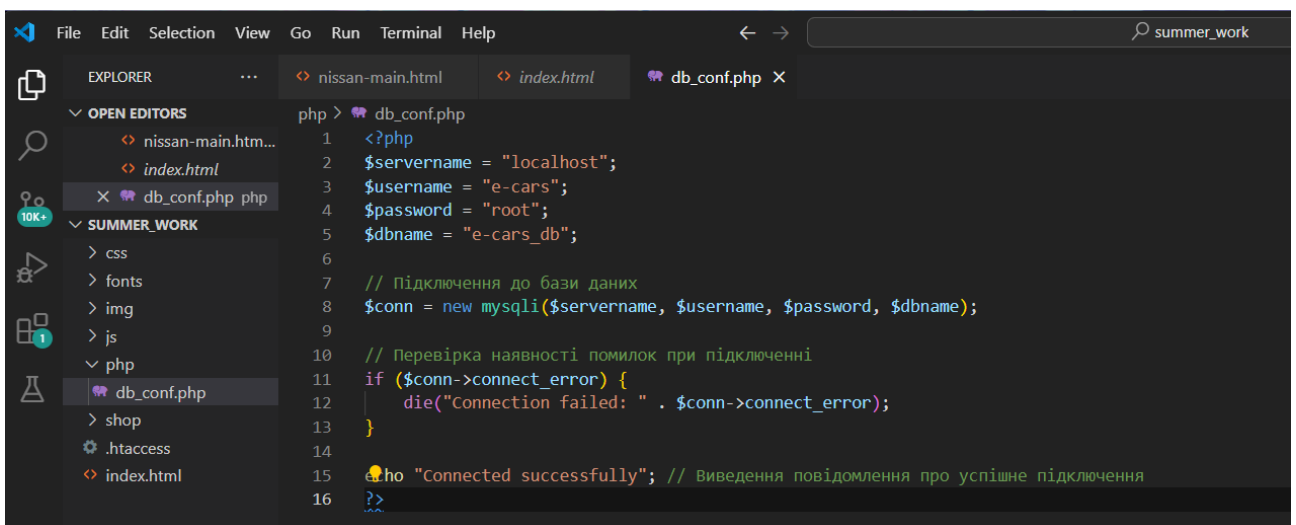 File Edit Selection View Go Run Terminal Help
summer_work
EXPLORER
nissan-main.html
index.html
db_conf.php
OPEN EDITORS
nissan-main.htm...
index.html
db_conf.php php
SUMMER_WORK
css
fonts
img
js
php
db_conf.php
shop
.htaccess
index.html
10K+
1
php > db_conf.php
1 <?php
2 $servername = "localhost";
3 $username = "e-cars";
4 $password = "root";
5 $dbname = "e-cars_db";
6
7 // Підключення до бази даних
8 $conn = new mysqli($servername, $username, $password, $dbname);
9
10 // Перевірка наявності помилок при підключенні
11 if ($conn->connect_error) {
12 die("Connection failed: " . $conn->connect_error);
13 }
14
15 echo "Connected successfully"; // Виведення повідомлення про успішне підключення
16 ?>